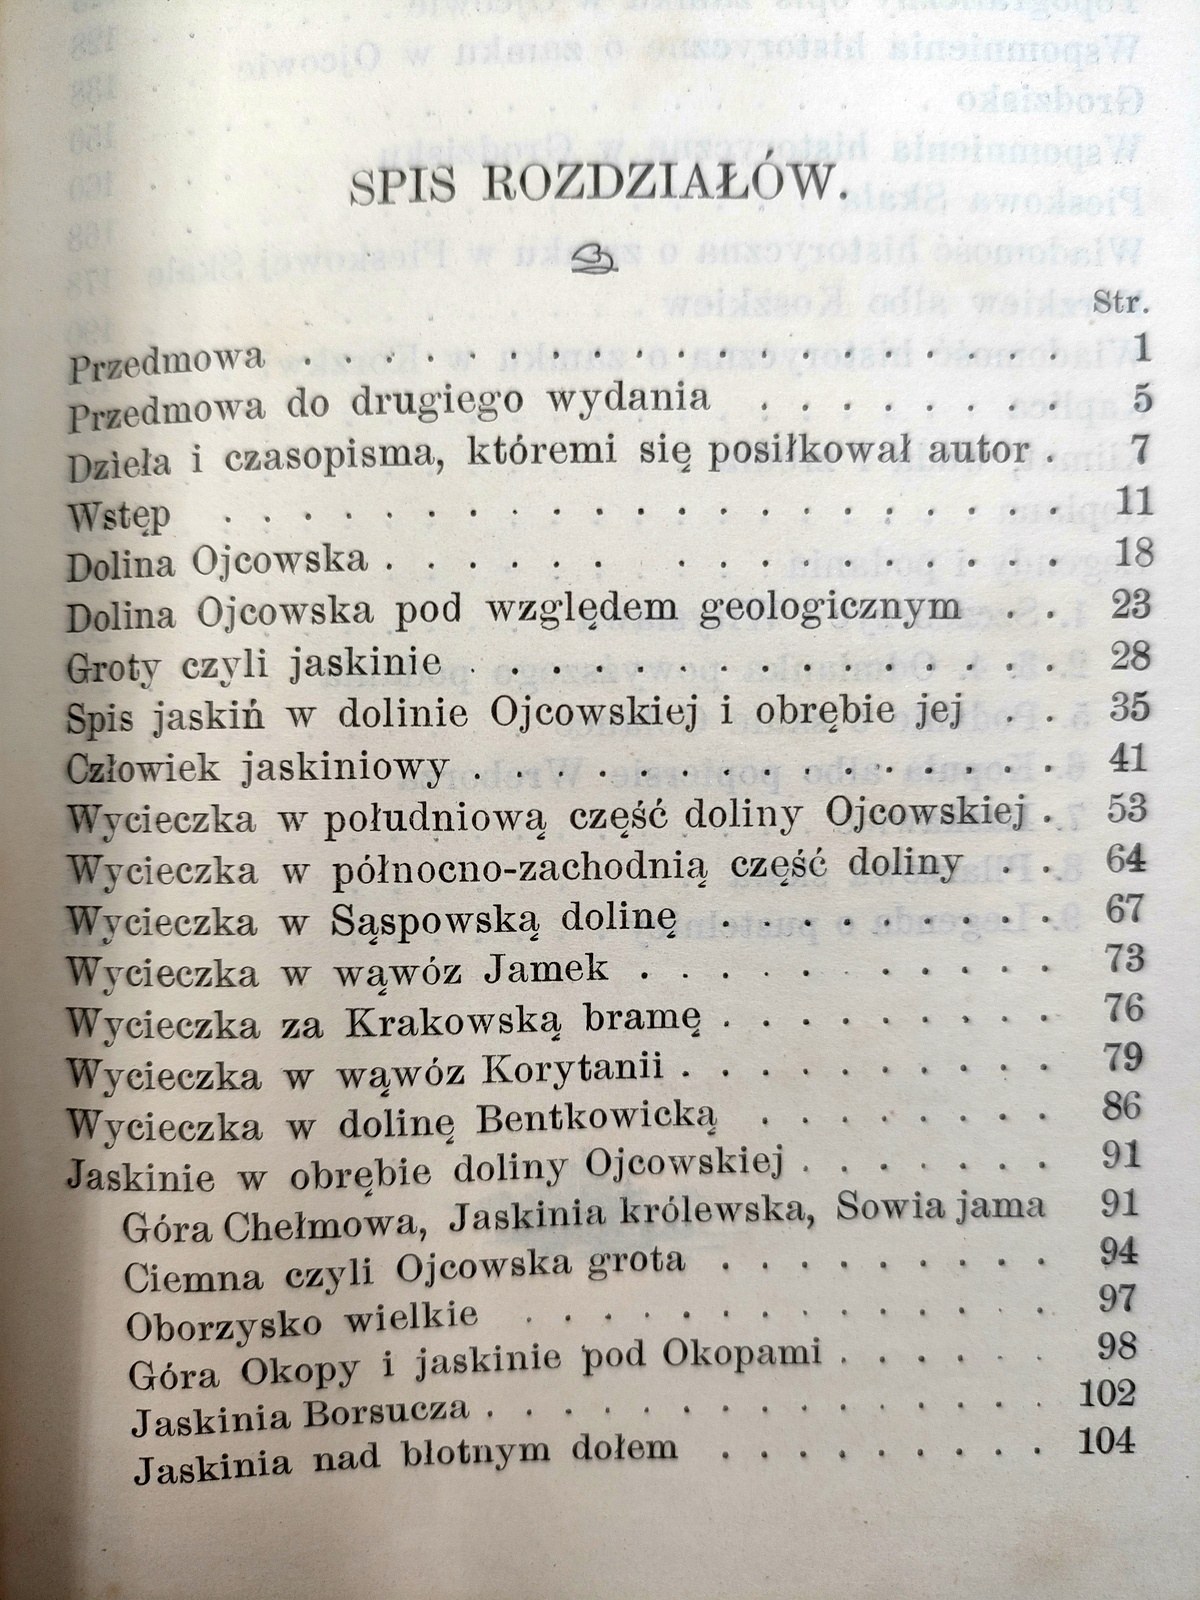 SPIS ROZDZIAŁÓW.
Str.
Przedmowa . . . . . . . . . . . . . . . . . . . 1
Przedmowa do drugiego wydania . . . . . . . . 5
Dzieła i czasopisma, któremi się posiłkował autor . 7
Wstęp . . . . . . . . . . . . . . . . . . . 11
Dolina Ojcowska . . . . . . . . . . . . . . . . 18
Dolina Ojcowska pod względem geologicznym . . 23
Groty czyli jaskinie . . . . . . . . . . . . . . . 28
Spis jaskiń w dolinie Ojcowskiej i obrębie jej . . 35
Człowiek jaskiniowy . . . . . . . . . . . . . . . 41
Wycieczka w południową część doliny Ojcowskiej . 53
Wycieczka w północno-zachodnią część doliny . . 64
Wycieczka w Sąspowską dolinę . . . . . . . . . 67
Wycieczka w wąwóz Jamek . . . . . . . . . . . 73
Wycieczka za Krakowską bramę . . . . . . . . . 76
Wycieczka w wąwóz Korytanii . . . . . . . . . . 79
Wycieczka w dolinę Bentkowicką . . . . . . . . 86
Jaskinie w obrębie doliny Ojcowskiej . . . . . . . 91
Góra Chełmowa, Jaskinia królewska, Sowia jama 91
Ciemna czyli Ojcowska grota . . . . . . . . . 94
Oborzysko wielkie . . . . . . . . . . . . . . 97
Góra Okopy i jaskinie pod Okopami . . . . . . 98
Jaskinia Borsucza . . . . . . . . . . . . . . . 102
Jaskinia nad błotnym dołem . . . . . . . . . 104